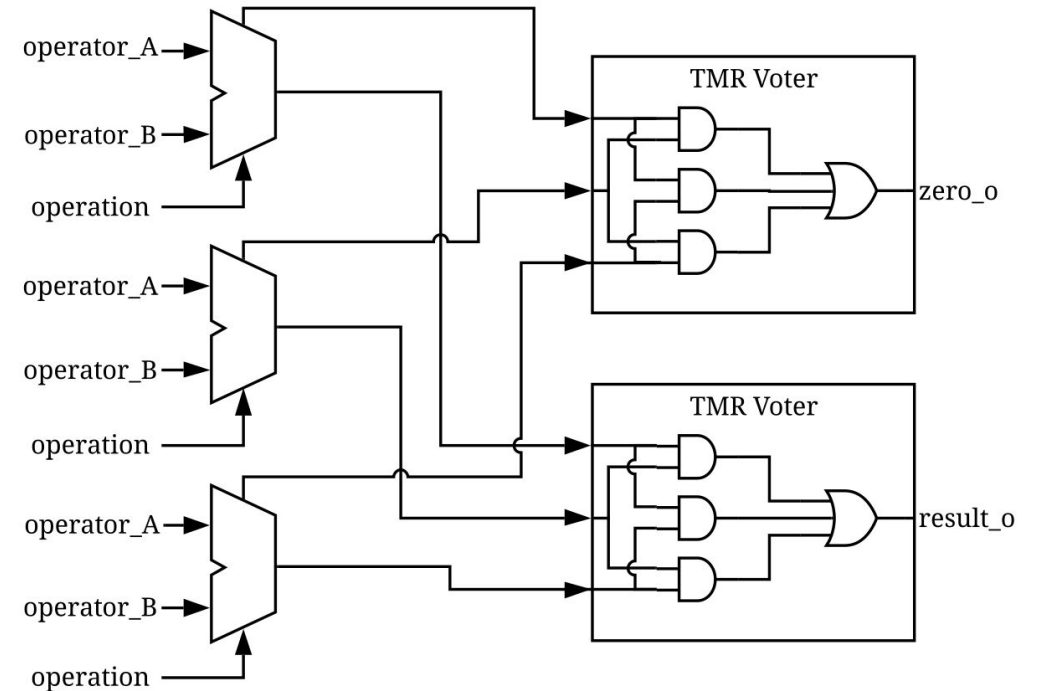 operator_A
operator_B
operation
operator_A
operator_B
operation
operator_A
operator_B
operation
TMR Voter
zero_o
TMR Voter
result_o